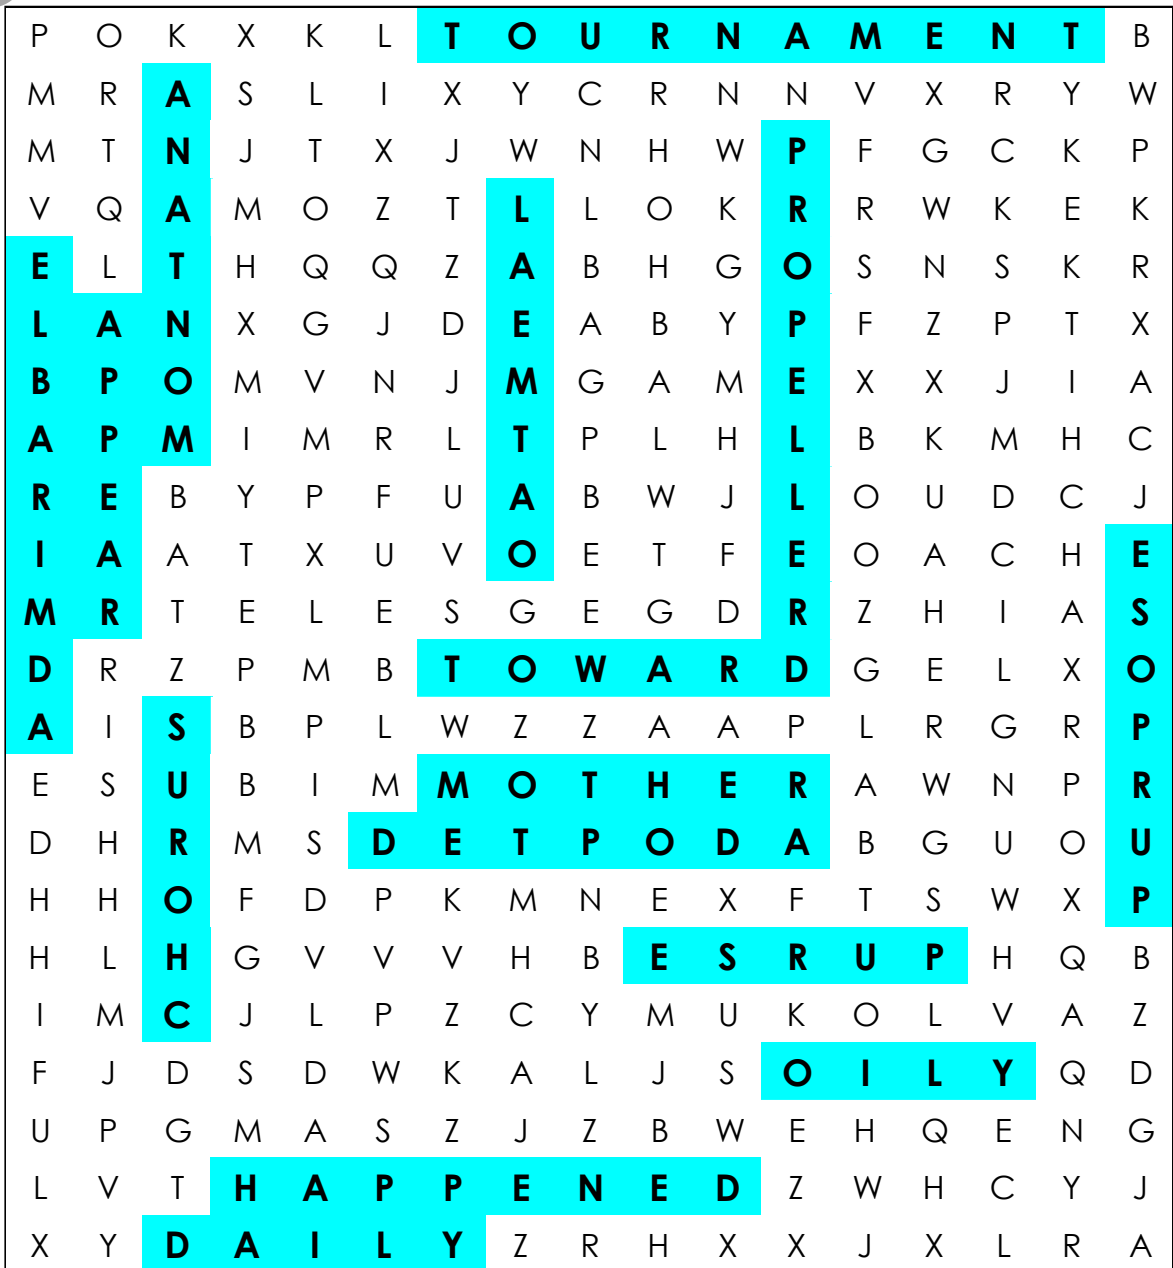 P O K X K L T O U R N A M E N T B
M R A S L I X Y C R N N V X R Y W
M T N J T X J W N H W P F G C K P
V Q A M O Z T L L O K R R W K E K
E L T H Q Q Z A B H G O S N S K R
L A N X G J D E A B Y P F Z P T X
B P O M V N J M G A M E X X J I A
A P M I M R L T P L H L B K M H C
R E B Y P F U A B W J L O U D C J
I A A T X U V O E T F E O A C H E
M R T E L E S G E G D R Z H I A S
D R Z P M B T O W A R D G E L X O
A I S B P L W Z Z A A P L R G R P
E S U B I M M O T H E R A W N P R
D H R M S D E T P O D A B G U O U
H H O F D P K M N E X F T S W X P
H L H G V V V H B E S R U P H Q B
I M C J L P Z C Y M U K O L V A Z
F J D S D W K A L J S O I L Y Q D
U P G M A S Z J Z B W E H Q E N G
L V T H A P P E N E D Z W H C Y J
X Y D A I L Y Z R H X X J X L R A